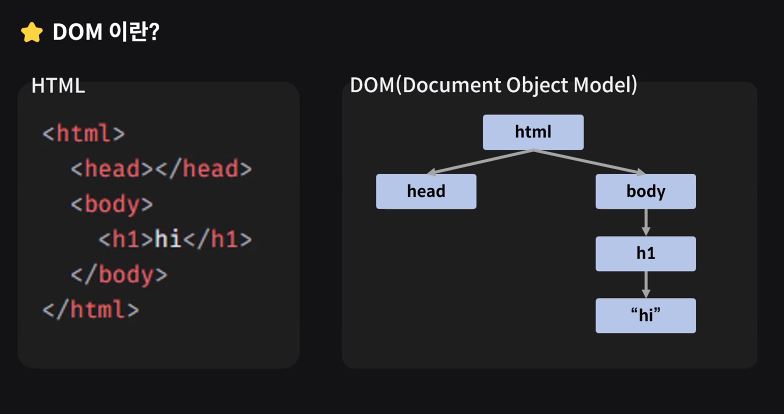 ⭐ DOM 이란?
HTML
<html>
  <head></head>
  <body>
    <h1>hi</h1>
  </body>
</html>
DOM(Document Object Model)
html
head
body
h1
“hi”